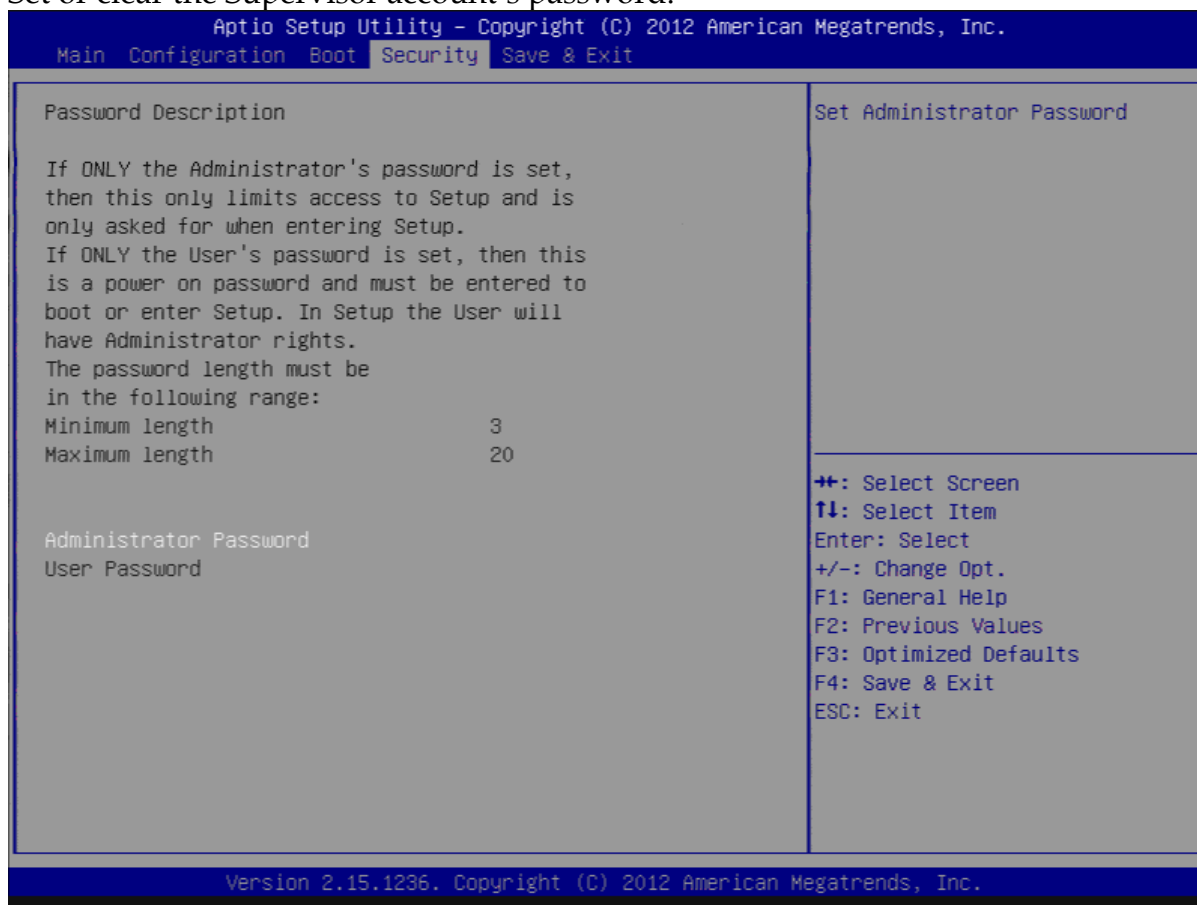 Set or clear the Supervisor account's password.
Aptio Setup Utility – Copyright (C) 2012 American Megatrends, Inc.
Main Configuration Boot Security Save & Exit
Password Description
If ONLY the Administrator's password is set,
then this only limits access to Setup and is
only asked for when entering Setup.
If ONLY the User's password is set, then this
is a power on password and must be entered to
boot or enter Setup. In Setup the User will
have Administrator rights.
The password length must be
in the following range:
Minimum length 3
Maximum length 20
Administrator Password
User Password
Set Administrator Password
→←: Select Screen
↑↓: Select Item
Enter: Select
+/-: Change Opt.
F1: General Help
F2: Previous Values
F3: Optimized Defaults
F4: Save & Exit
ESC: Exit
Version 2.15.1236. Copyright (C) 2012 American Megatrends, Inc.